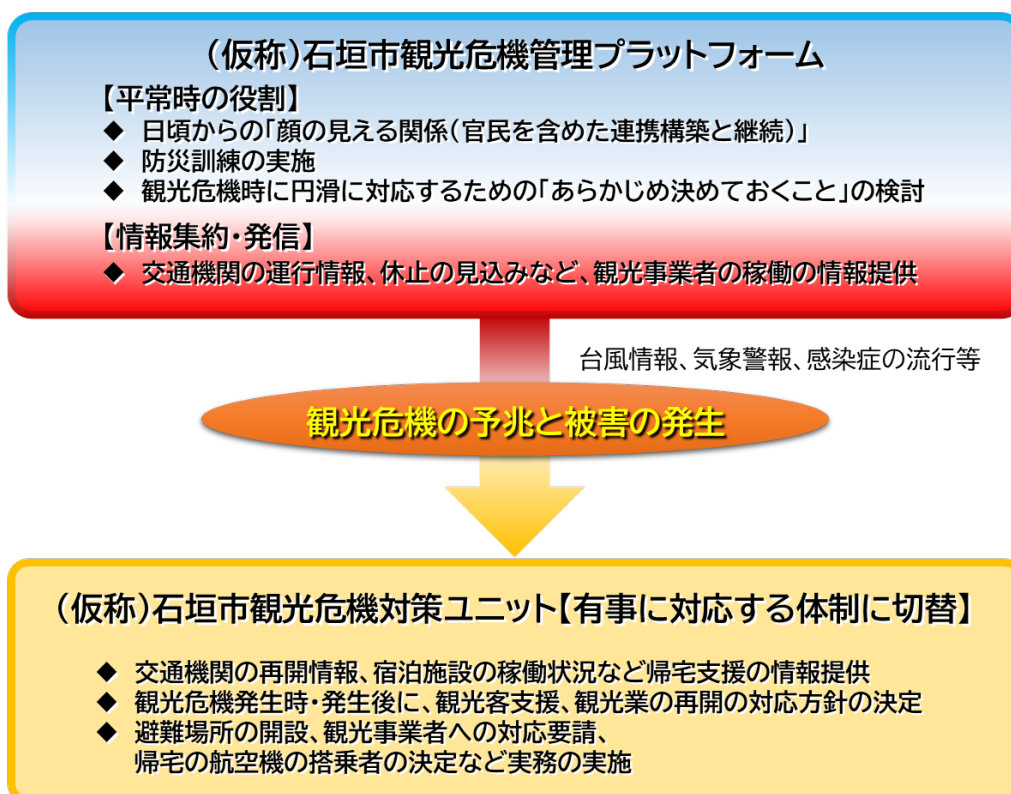 （仮称）石垣市観光危機管理プラットフォーム
【平常時の役割】
◆ 日頃からの「顔の見える関係（官民を含めた連携構築と継続）」
◆ 防災訓練の実施
◆ 観光危機時に円滑に対応するための「あらかじめ決めておくこと」の検討
【情報集約・発信】
◆ 交通機関の運行情報、休止の見込みなど、観光事業者の稼働の情報提供
台風情報、気象警報、感染症の流行等
観光危機の予兆と被害の発生
（仮称）石垣市観光危機対策ユニット【有事に対応する体制に切替】
◆ 交通機関の再開情報、宿泊施設の稼働状況など帰宅支援の情報提供
◆ 観光危機発生時・発生後に、観光客支援、観光業の再開の対応方針の決定
◆ 避難場所の開設、観光事業者への対応要請、
帰宅の航空機の搭乗者の決定など実務の実施